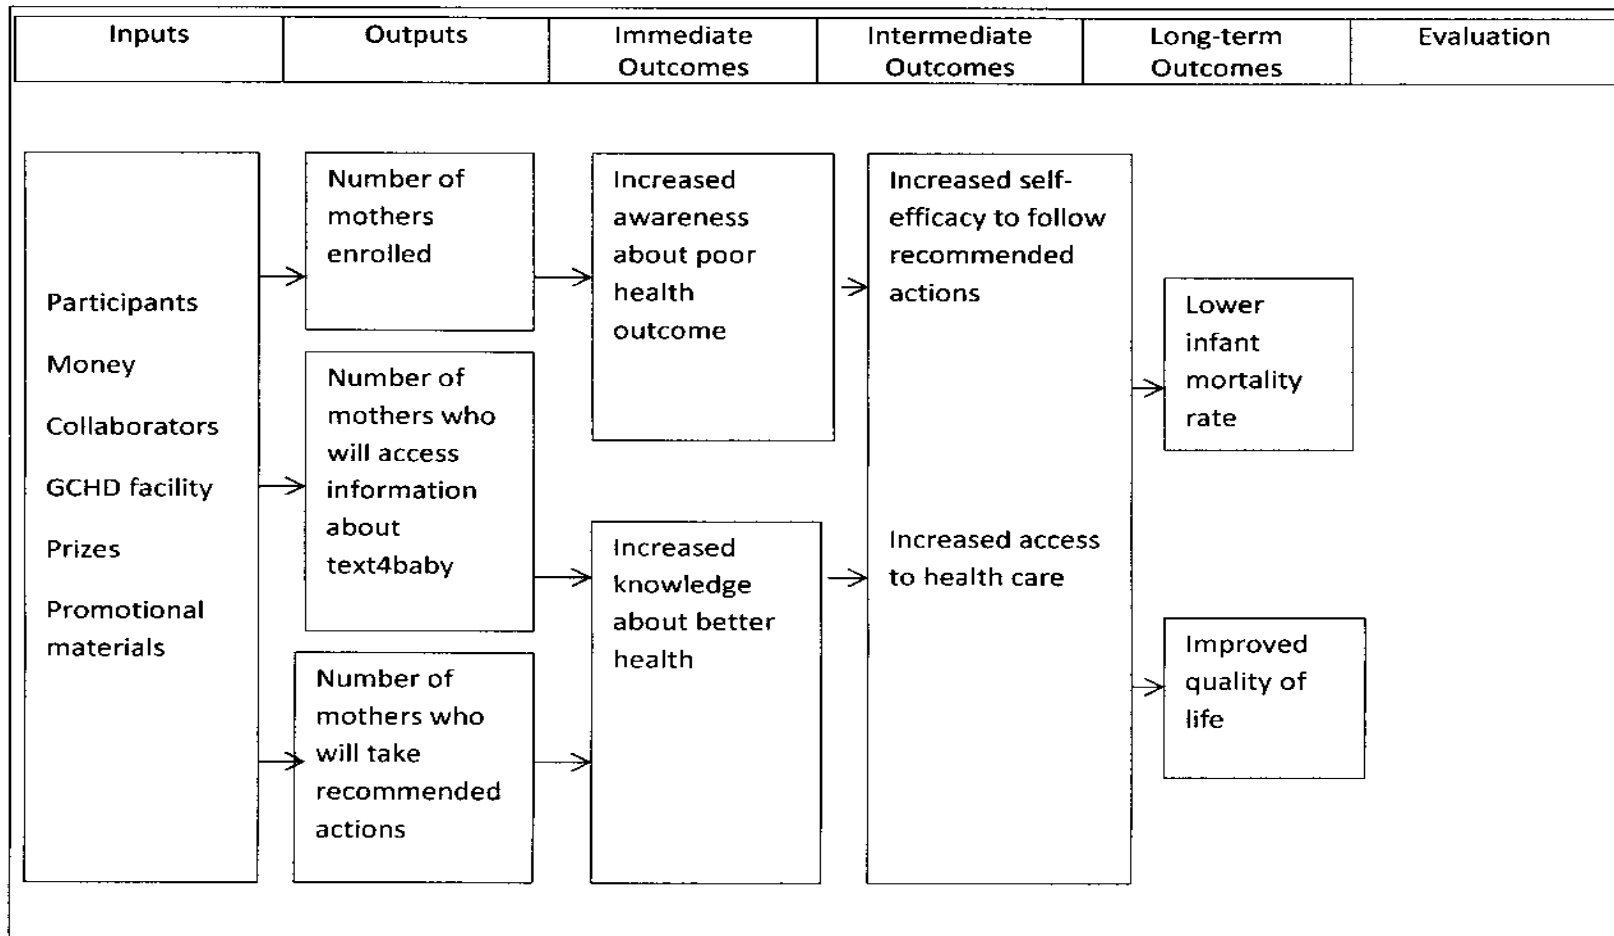 Inputs
Outputs
Immediate
Outcomes
Intermediate
Outcomes
Long-term
Outcomes
Evaluation
Participants
Money
Collaborators
GCHD facility
Prizes
Promotional
materials
Number of
mothers
enrolled
Number of
mothers who
will access
information
about
text4baby
Number of
mothers who
will take
recommended
actions
Increased
awareness
about poor
health
outcome
Increased
knowledge
about better
health
Increased self-
efficacy to follow
recommended
actions
Increased access
to health care
Lower
infant
mortality
rate
Improved
quality of
life